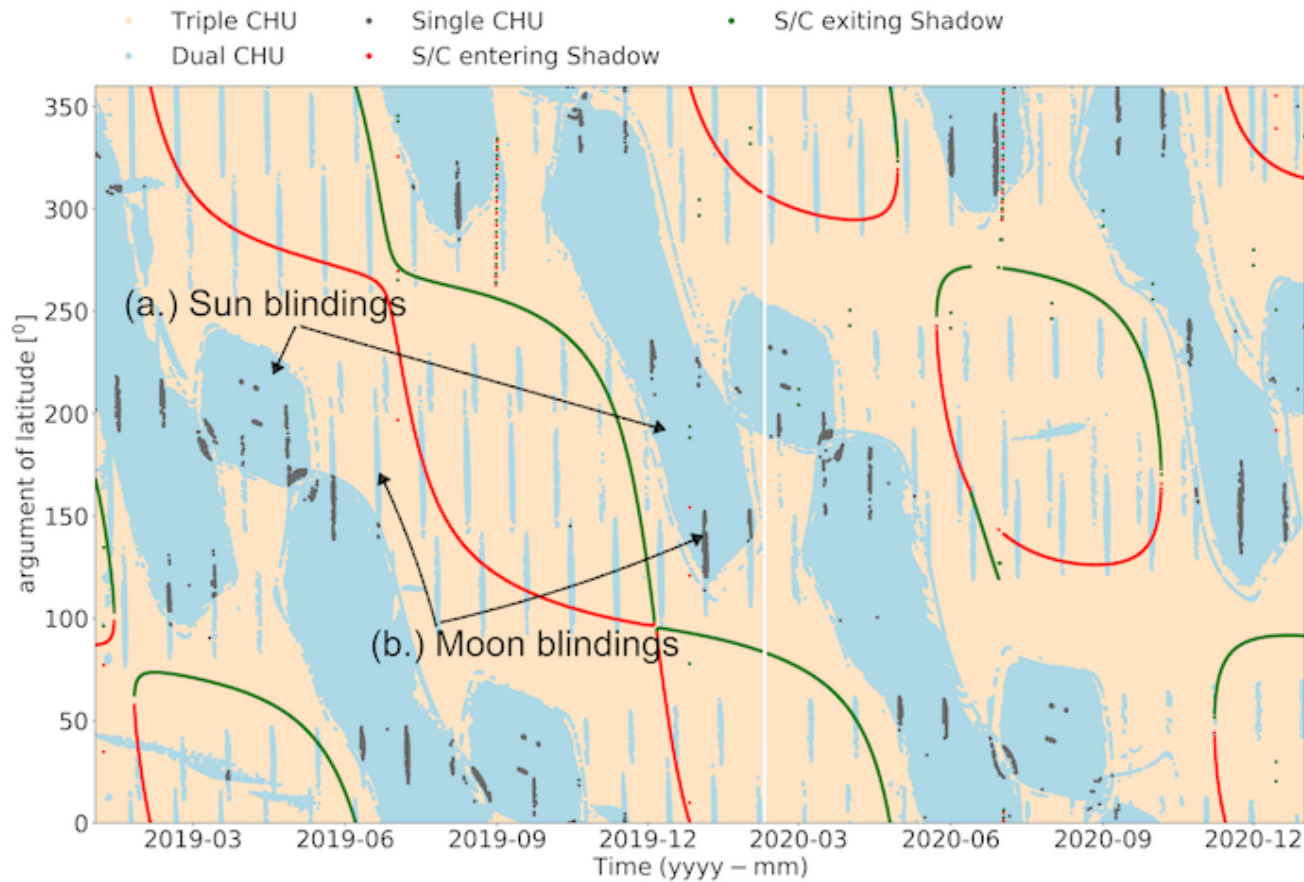 Triple CHU
Single CHU
S/C exiting Shadow
Dual CHU
S/C entering Shadow
350
300
250
200
150
100
50
0
argument of latitude [⁰]
(a.) Sun blindings
(b.) Moon blindings
2019-03
2019-06
2019-09
2019-12
2020-03
2020-06
2020-09
2020-12
Time (yyyy − mm)